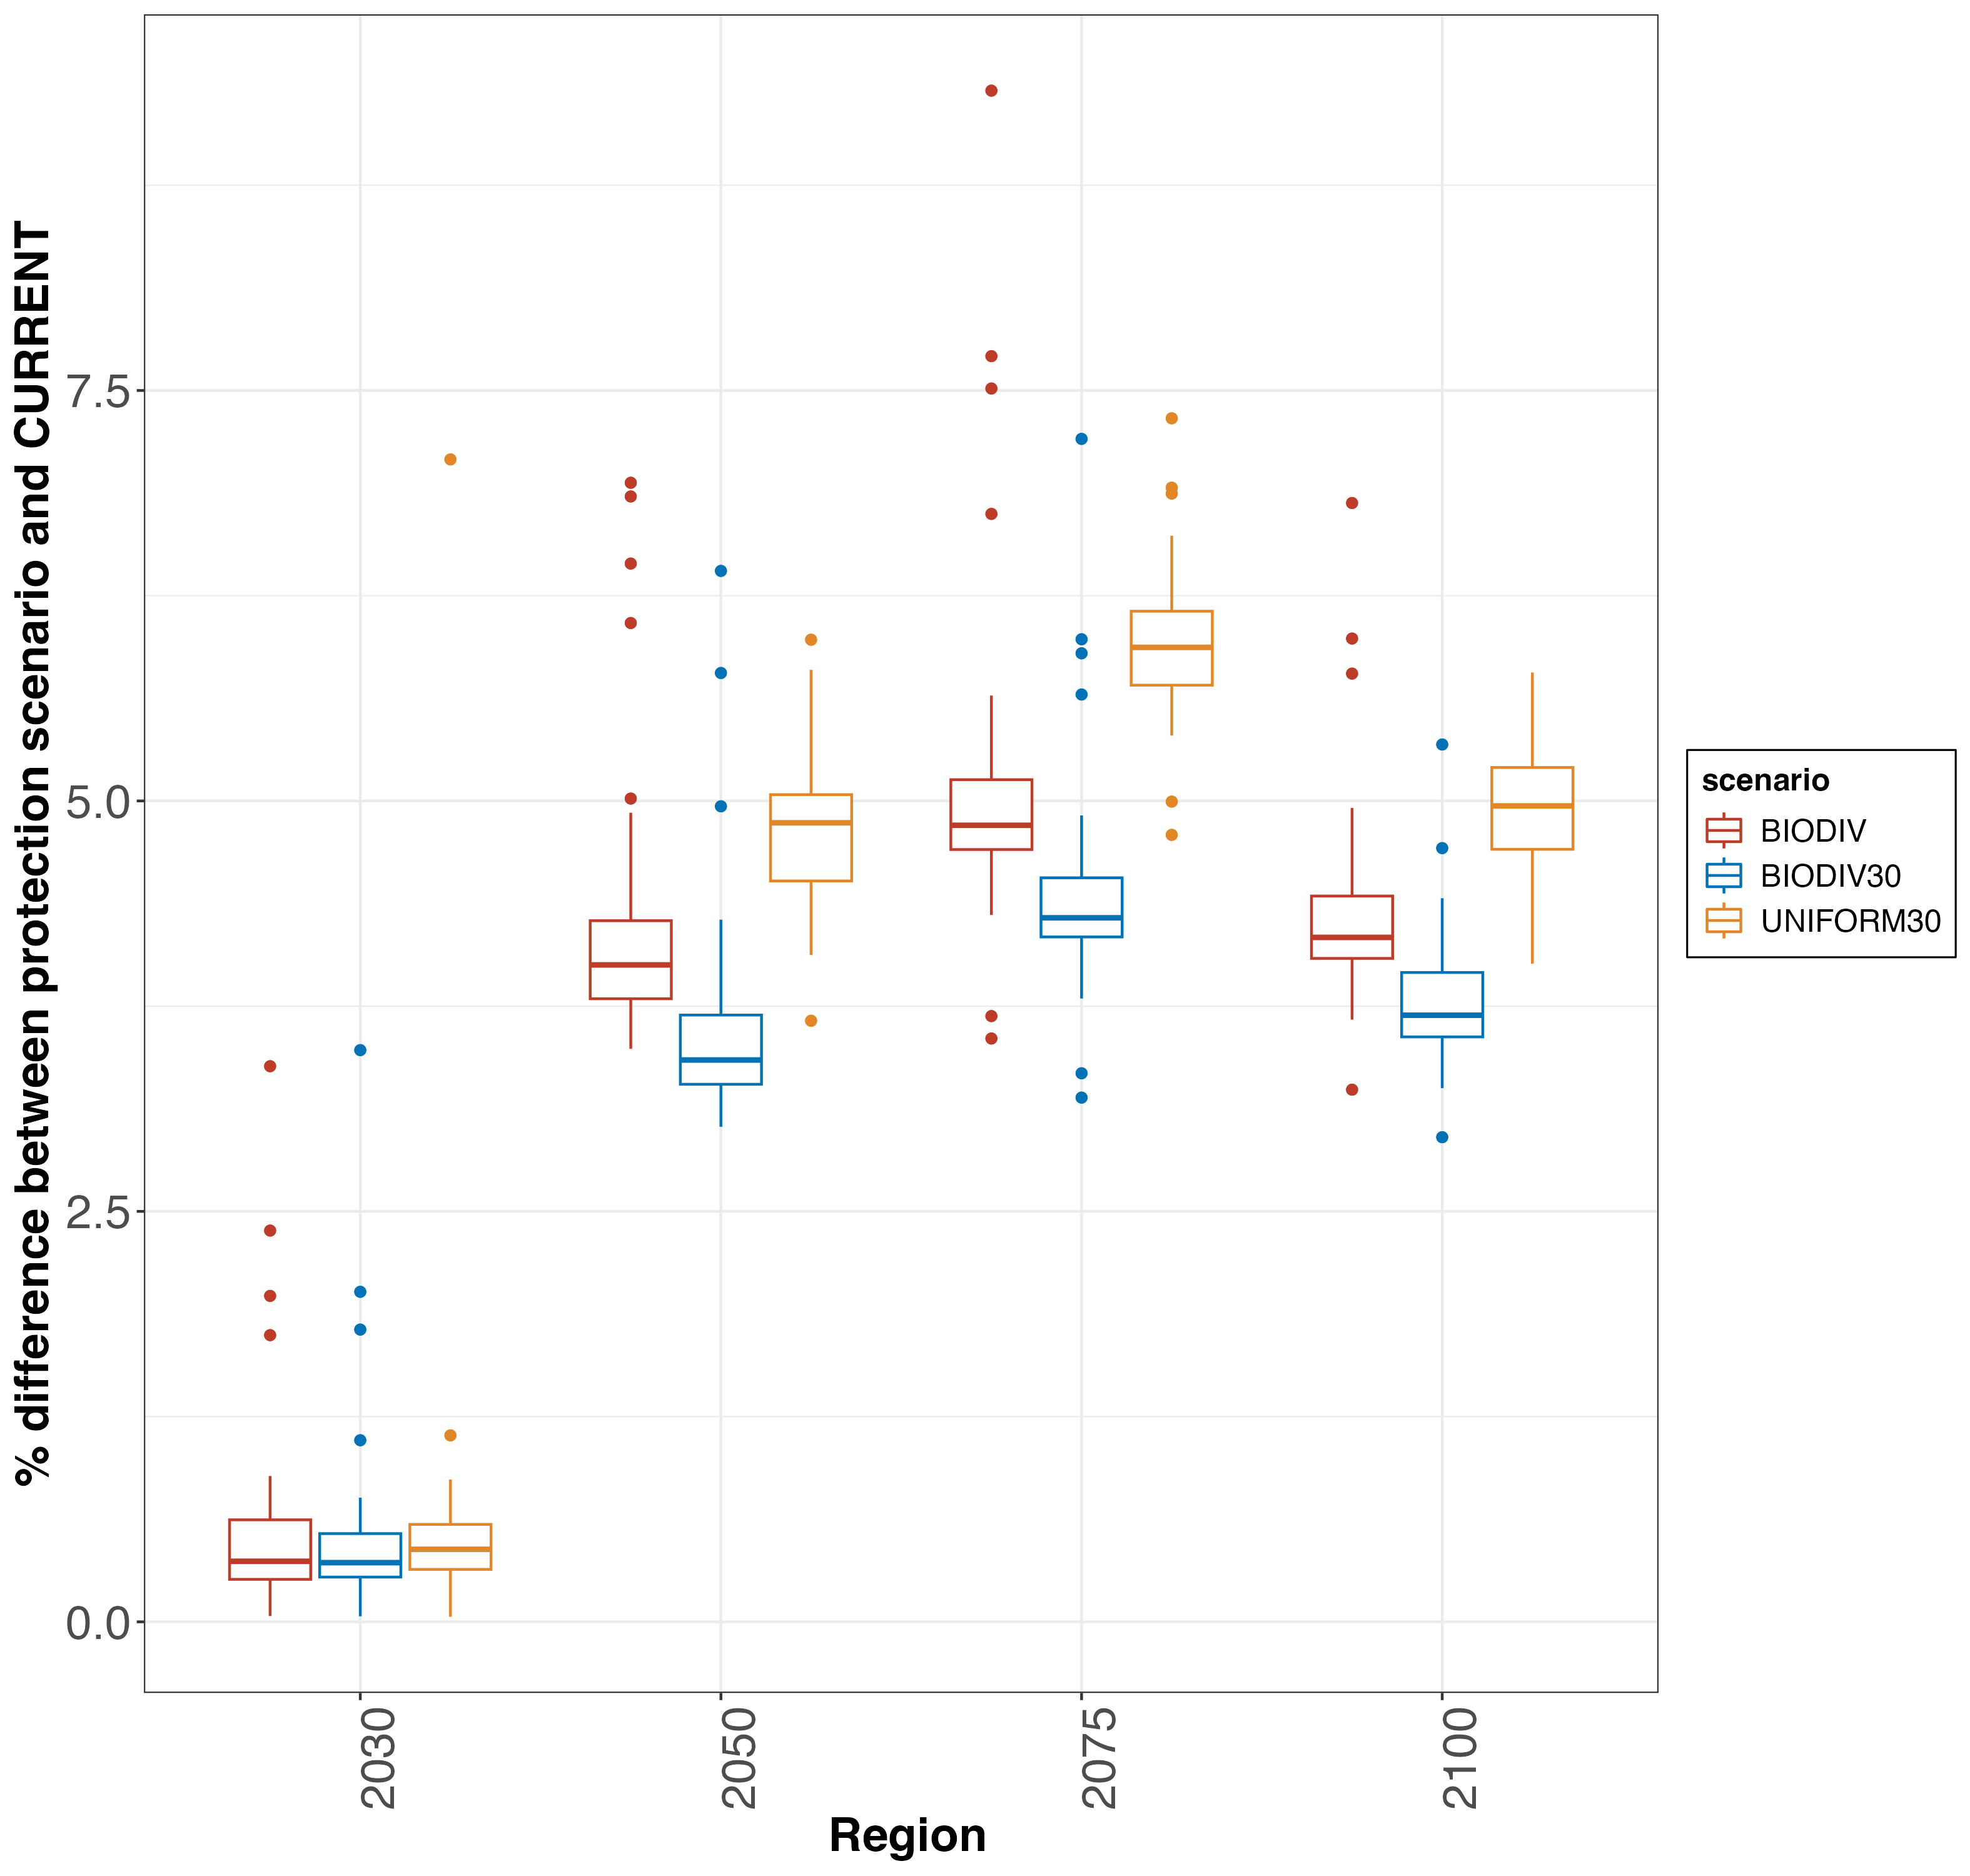 % difference between protection scenario and CURRENT
7.5
5.0
2.5
0.0
2030
2050
2075
2100
Region
scenario
BIODIV
BIODIV30
UNIFORM30